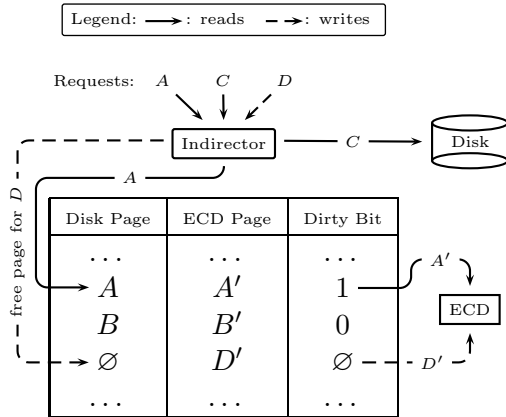 Legend: : reads : writes
Requests: A C D
Indirector C Disk
A
free page for D
Disk Page ECD Page Dirty Bit
... ... ...
A A′ 1 A′
ECD
B B′ 0
∅ D′ ∅ D′
... ... ...